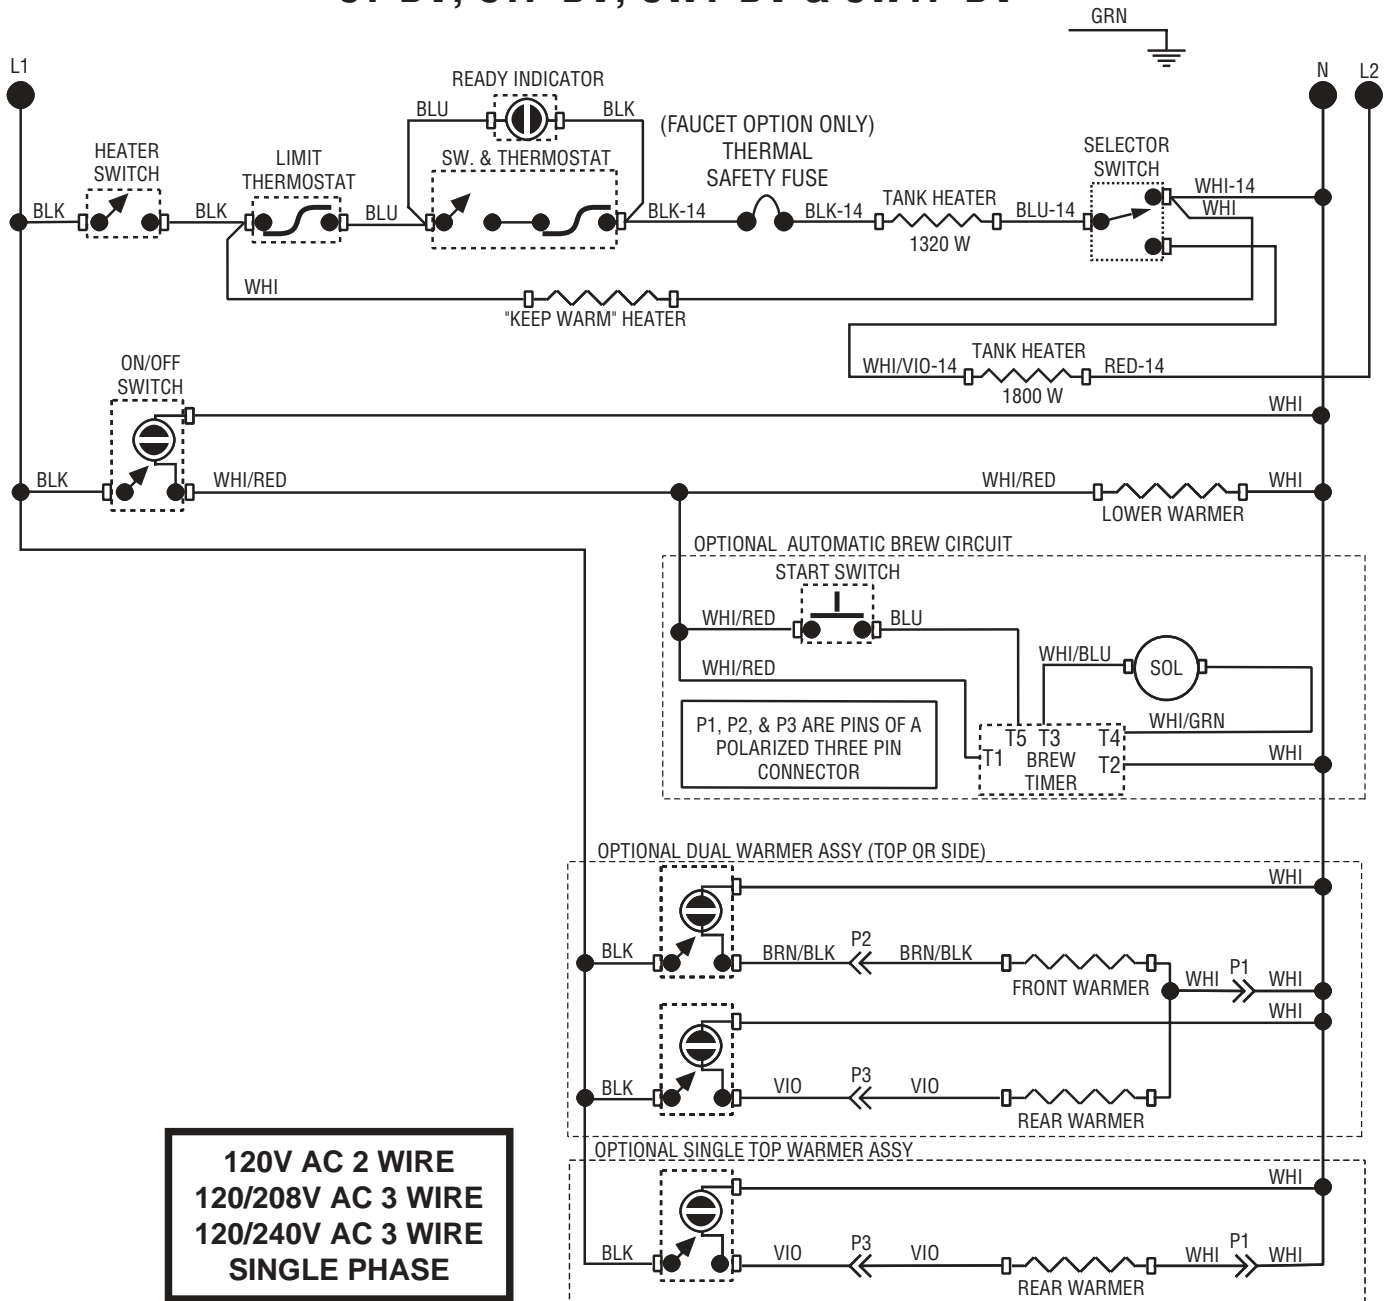 GRN
L1
N
L2
READY INDICATOR
BLU
BLK
(FAUCET OPTION ONLY)
THERMAL
SAFETY FUSE
HEATER
SWITCH
LIMIT
THERMOSTAT
SW. & THERMOSTAT
SELECTOR
SWITCH
BLK
BLK
BLU
BLK-14
BLK-14
TANK HEATER
1320 W
BLU-14
WHI-14
WHI
WHI
"KEEP WARM" HEATER
ON/OFF
SWITCH
WHI/VIO-14
TANK HEATER
1800 W
RED-14
WHI
BLK
WHI/RED
WHI/RED
WHI
LOWER WARMER
OPTIONAL AUTOMATIC BREW CIRCUIT
START SWITCH
WHI/RED
BLU
WHI/RED
WHI/BLU
SOL
WHI/GRN
P1, P2, & P3 ARE PINS OF A
POLARIZED THREE PIN
CONNECTOR
T5 T3 T4
T1 BREW T2
TIMER
WHI
OPTIONAL DUAL WARMER ASSY (TOP OR SIDE)
WHI
BLK
BRN/BLK
P2
BRN/BLK
FRONT WARMER
WHI
P1
WHI
WHI
BLK
VIO
P3
VIO
REAR WARMER
OPTIONAL SINGLE TOP WARMER ASSY
WHI
BLK
VIO
P3
VIO
REAR WARMER
WHI
P1
WHI
120V AC 2 WIRE
120/208V AC 3 WIRE
120/240V AC 3 WIRE
SINGLE PHASE